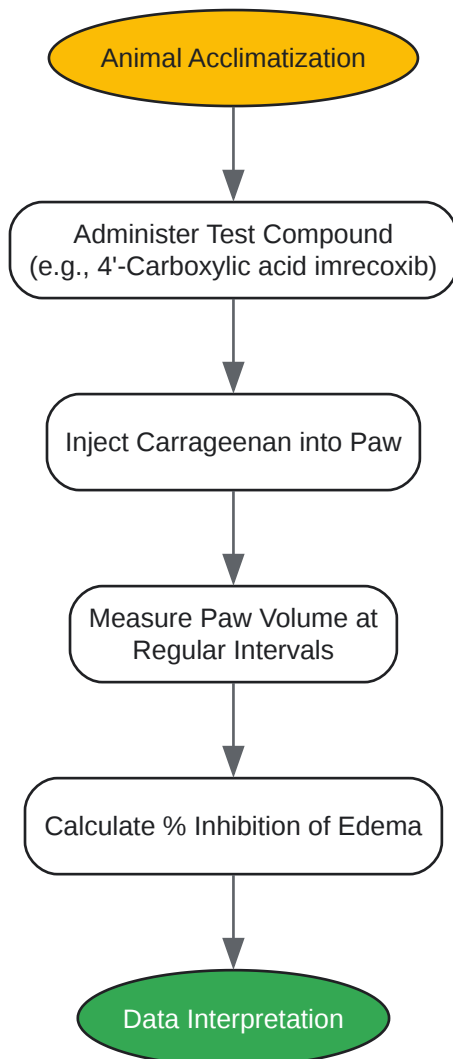 Animal Acclimatization
Administer Test Compound
(e.g., 4'-Carboxylic acid imrecoxib)
Inject Carrageenan into Paw
Measure Paw Volume at
Regular Intervals
Calculate % Inhibition of Edema
Data Interpretation